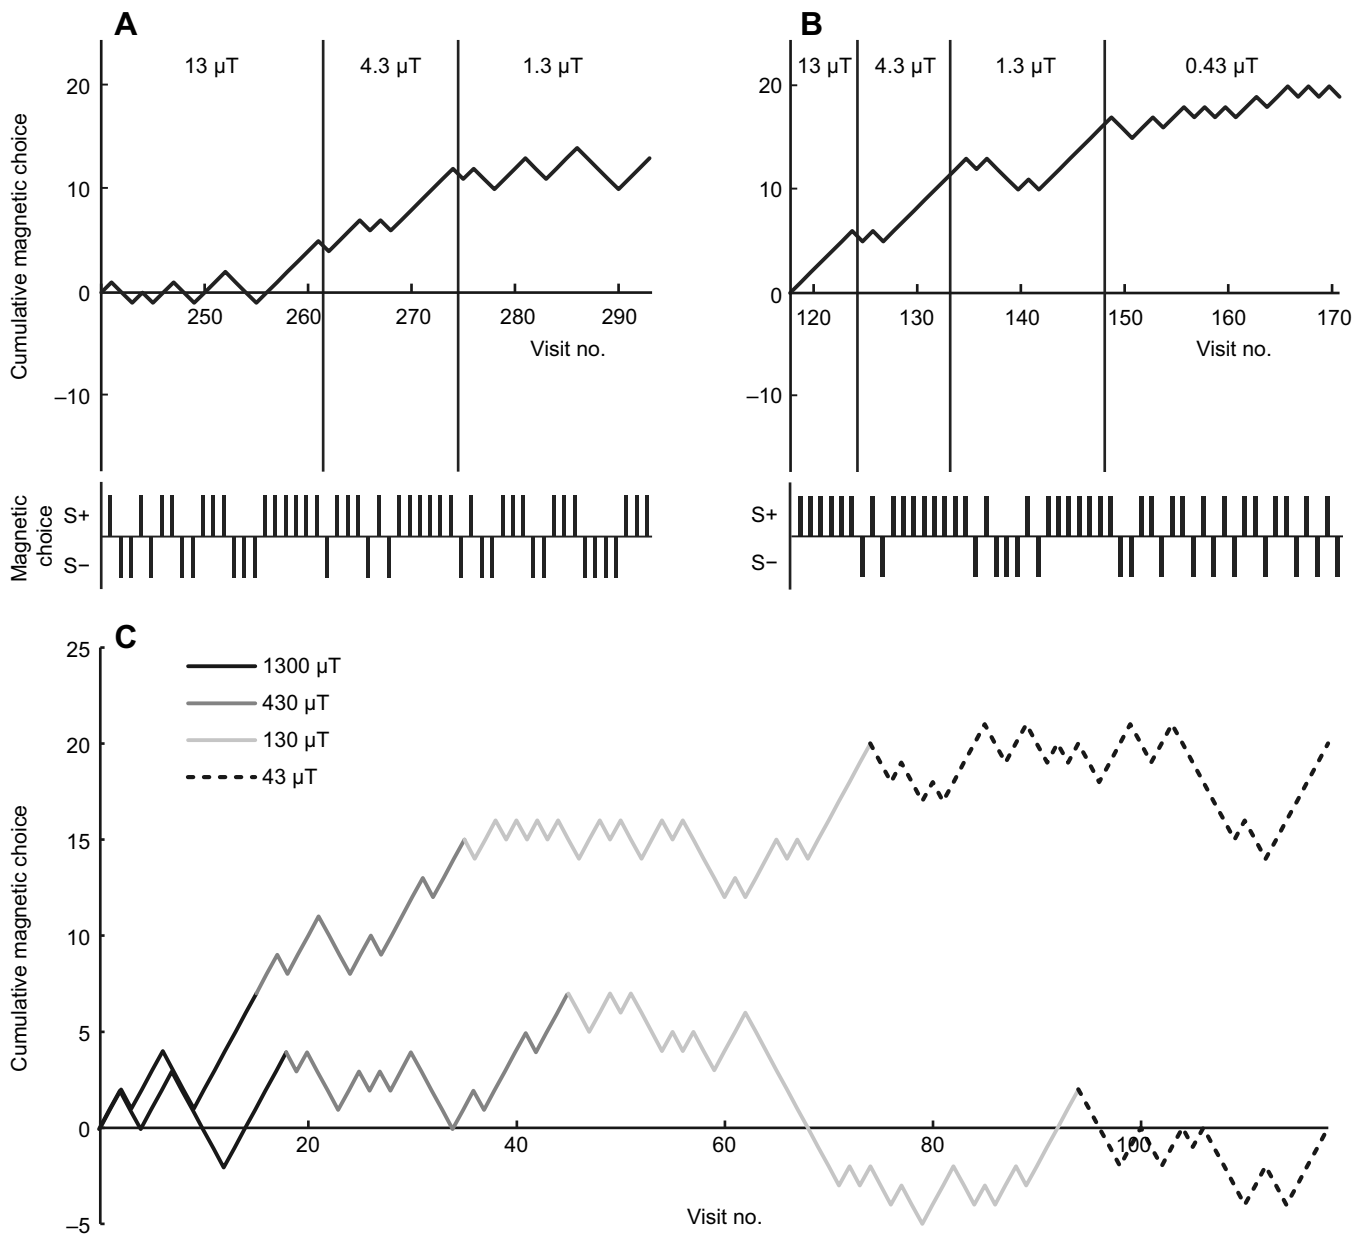 A
B
13 µT 4.3 µT 1.3 µT
13 µT 4.3 µT 1.3 µT 0.43 µT
Cumulative magnetic choice
20
10
0
–10
250 260 270 280 290
Visit no.
20
10
0
–10
120 130 140 150 160 170
Visit no.
Magnetic
choice
S+
S–
S+
S–
C
1300 µT
430 µT
130 µT
43 µT
Cumulative magnetic choice
25
20
15
10
5
0
–5
20 40 60 80 100
Visit no.